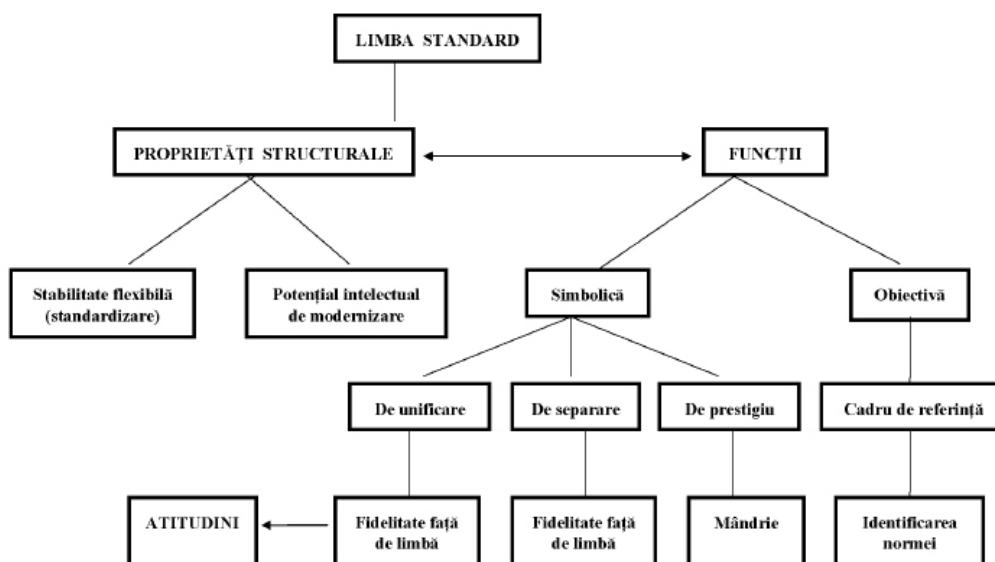 LIMBA STANDARD
PROPRIETĂȚI STRUCTURALE
FUNCȚII
Stabilitate flexibilă
(standardizare)
Potențial intelectual
de modernizare
Simbolică
Obiectivă
De unificare
De separare
De prestigiu
Cadru de referință
ATITUDINI
Fidelitate față
de limbă
Fidelitate față
de limbă
Mândrie
Identificarea
normei